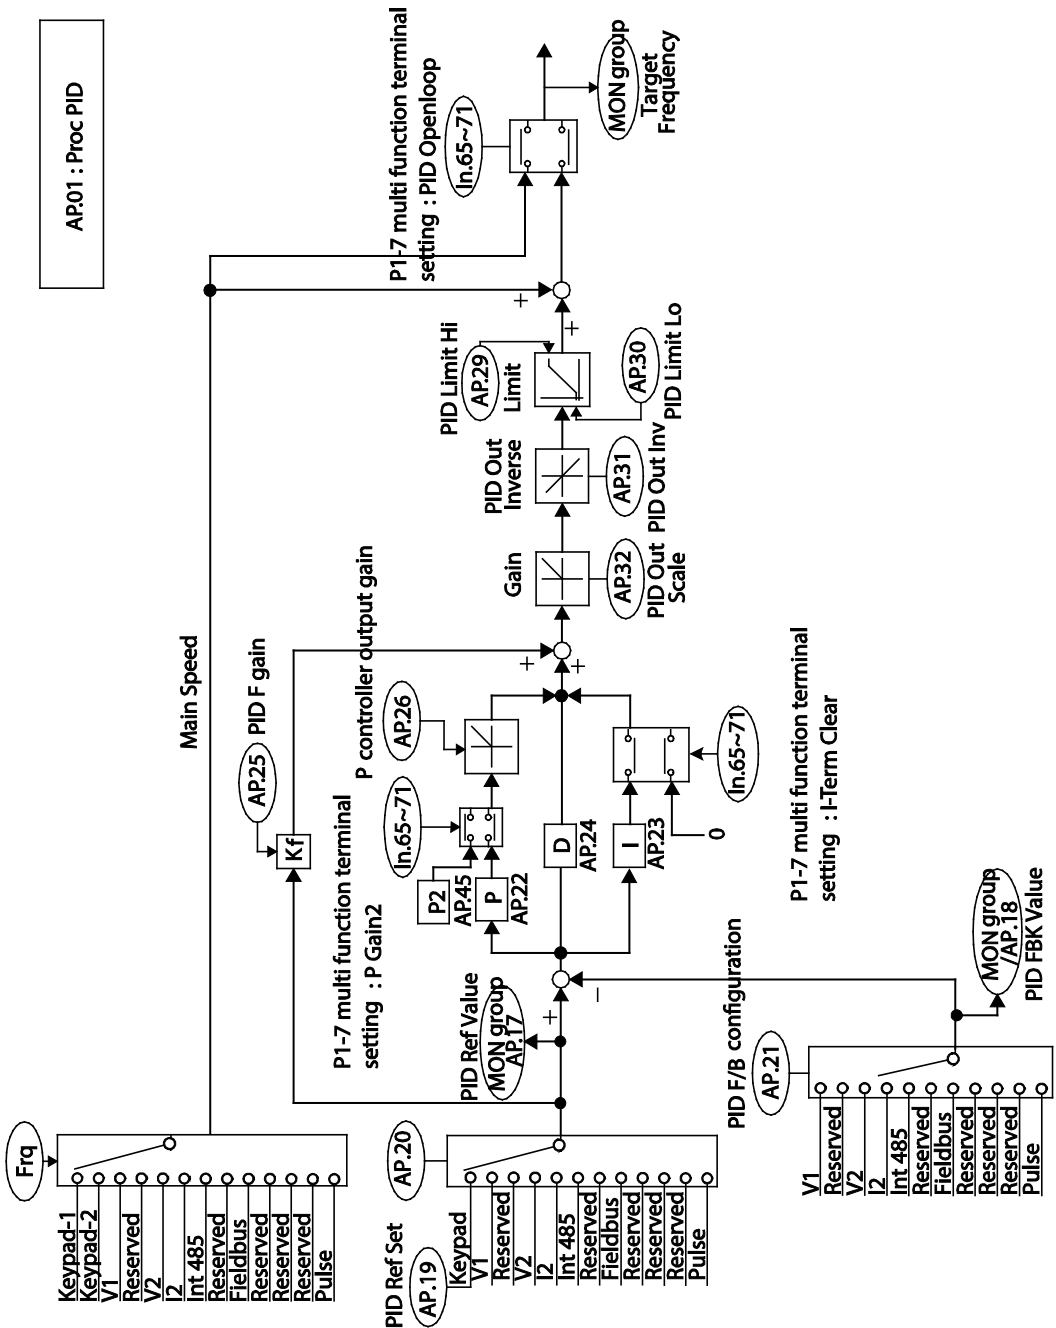 AP.01 : Proc PID
Frq
Keypad-1
Keypad-2
V1
Reserved
V2
I2
Int 485
Reserved
Fieldbus
Reserved
Reserved
Reserved
Pulse
Main Speed
AP.25
PID F gain
Kf
P1-7 multi function terminal
setting : P Gain2
In.65~71
P2
AP.45
P
AP.22
P controller output gain
AP.26
D
AP.24
I
AP.23
0
In.65~71
P1-7 multi function terminal
setting : I-Term Clear
PID Ref Set
AP.19
AP.20
Keypad
V1
Reserved
V2
I2
Int 485
Reserved
Fieldbus
Reserved
Reserved
Reserved
Pulse
PID Ref Value
MON group
AP.17
+
−
PID F/B configuration
AP.21
V1
Reserved
V2
I2
Int 485
Reserved
Fieldbus
Reserved
Reserved
Reserved
Pulse
MON group
/AP.18
PID FBK Value
+
+
Gain
AP.32
PID Out
Scale
PID Out
Inverse
AP.31
PID Out Inv
PID Limit Hi
AP.29
Limit
AP.30
PID Limit Lo
+
+
P1-7 multi function terminal
setting : PID Openloop
In.65~71
MON group
Target
Frequency